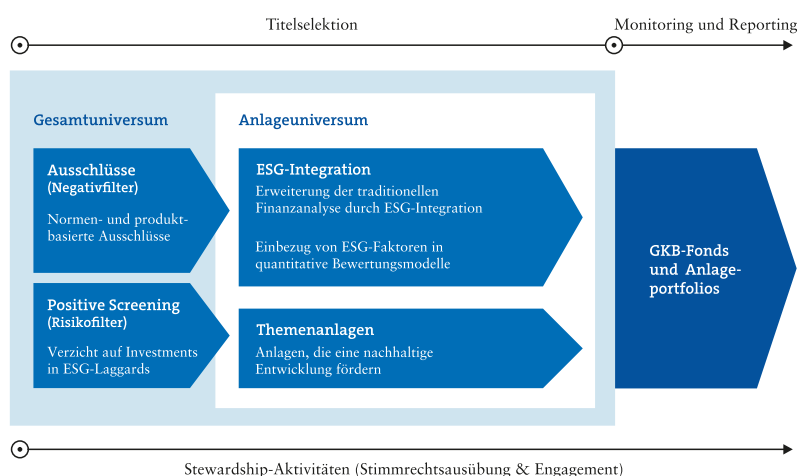 Titelselektion
Monitoring und Reporting
Gesamtuniversum
Ausschlüsse
(Negativfilter)
Normen- und produkt-
basierte Ausschlüsse
Positive Screening
(Risikofilter)
Verzicht auf Investments
in ESG-Laggards
Anlageuniversum
ESG-Integration
Erweiterung der traditionellen
Finanzanalyse durch ESG-Integration
Einbezug von ESG-Faktoren in
quantitative Bewertungsmodelle
Themenanlagen
Anlagen, die eine nachhaltige
Entwicklung fördern
GKB-Fonds
und Anlage-
portfolios
Stewardship-Aktivitäten (Stimmrechtsausübung & Engagement)